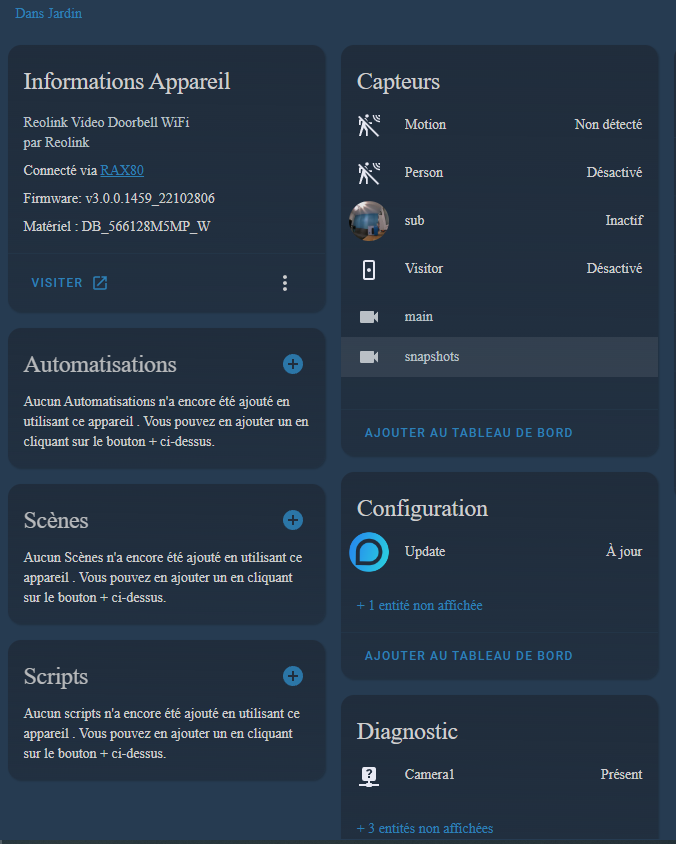 Dans Jardin
Informations Appareil
Reolink Video Doorbell WiFi
par Reolink
Connecté via RAX80
Firmware: v3.0.0.1459_22102806
Matériel : DB_566128M5MP_W
VISITER
Automatisations
Aucun Automatisations n'a encore été ajouté en
utilisant ce appareil . Vous pouvez en ajouter un en
cliquant sur le bouton + ci-dessus.
Scènes
Aucun Scènes n'a encore été ajouté en utilisant ce
appareil . Vous pouvez en ajouter un en cliquant
sur le bouton + ci-dessus.
Scripts
Aucun scripts n'a encore été ajouté en utilisant ce
appareil . Vous pouvez en ajouter un en cliquant
sur le bouton + ci-dessus.
Capteurs
Motion Non détecté
Person Désactivé
sub Inactif
Visitor Désactivé
main
snapshots
AJOUTER AU TABLEAU DE BORD
Configuration
Update À jour
+ 1 entité non affichée
AJOUTER AU TABLEAU DE BORD
Diagnostic
Camera1 Présent
+ 3 entités non affichées